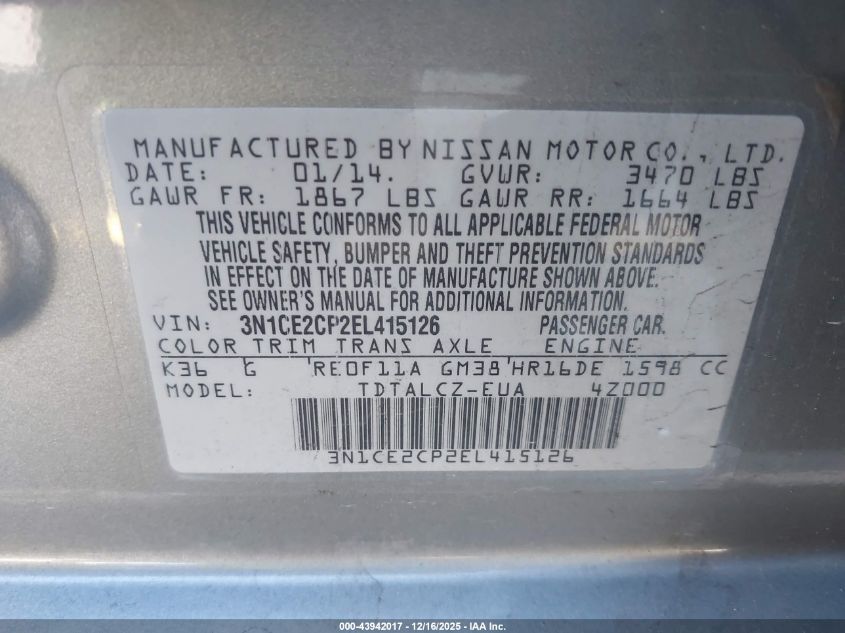 MANUFACTURED BY NISSAN MOTOR CO., LTD.
DATE: 01/14. GVWR: 3470 LBS
GAWR FR: 1867 LBS GAWR RR: 1664 LBS
THIS VEHICLE CONFORMS TO ALL APPLICABLE FEDERAL MOTOR
VEHICLE SAFETY, BUMPER AND THEFT PREVENTION STANDARDS
IN EFFECT ON THE DATE OF MANUFACTURE SHOWN ABOVE.
SEE OWNER'S MANUAL FOR ADDITIONAL INFORMATION.
VIN: 3N1CE2CP2EL415126 PASSENGER CAR.
COLOR TRIM TRANS AXLE ENGINE
K36 G RE0F11A GM38 HR16DE 1598 CC
MODEL: TDTALCZ-EUA 4Z000
3N1CE2CP2EL415126
000-43942017 - 12/16/2025 - IAA Inc.